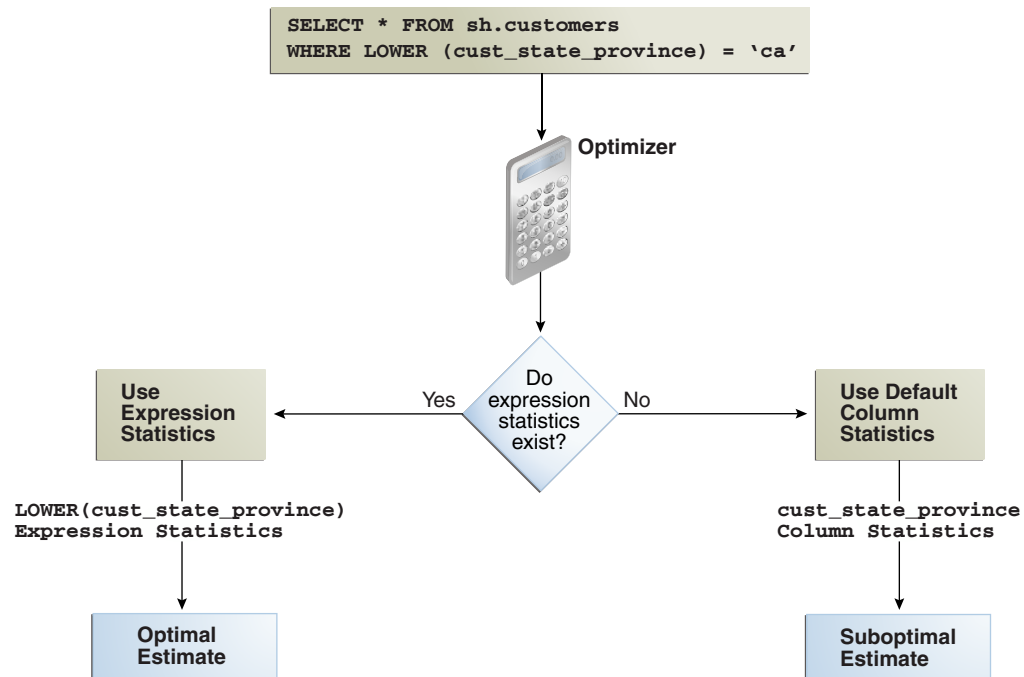 SELECT * FROM sh.customers
WHERE LOWER (cust_state_province) = ‘ca’
Optimizer
Do
expression
statistics
exist?
Yes
No
Use
Expression
Statistics
Use Default
Column
Statistics
LOWER(cust_state_province)
Expression Statistics
cust_state_province
Column Statistics
Optimal
Estimate
Suboptimal
Estimate